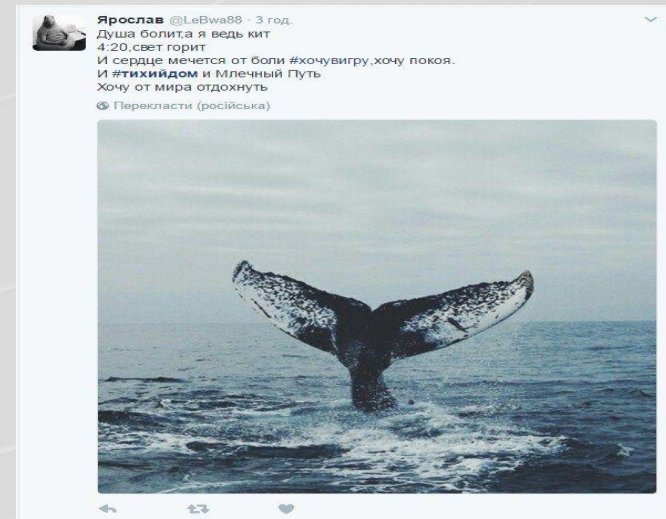 Ярослав @LeBwa88 · 3 год.
Душа болит,а я ведь кит
4:20,свет горит
И сердце мечется от боли #хочувигру,хочу покоя.
И #тихийдом и Млечный Путь
Хочу от мира отдохнуть
Перекласти (російська)